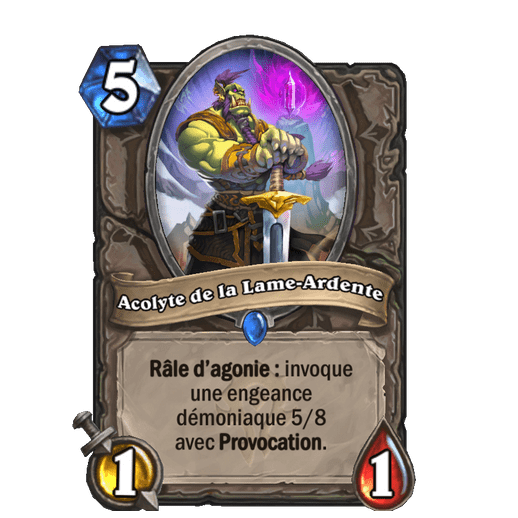 5
Acolyte de la Lame-Ardente
Râle d'agonie : invoque
une engeance
démoniaque 5/8
avec Provocation.
1
1